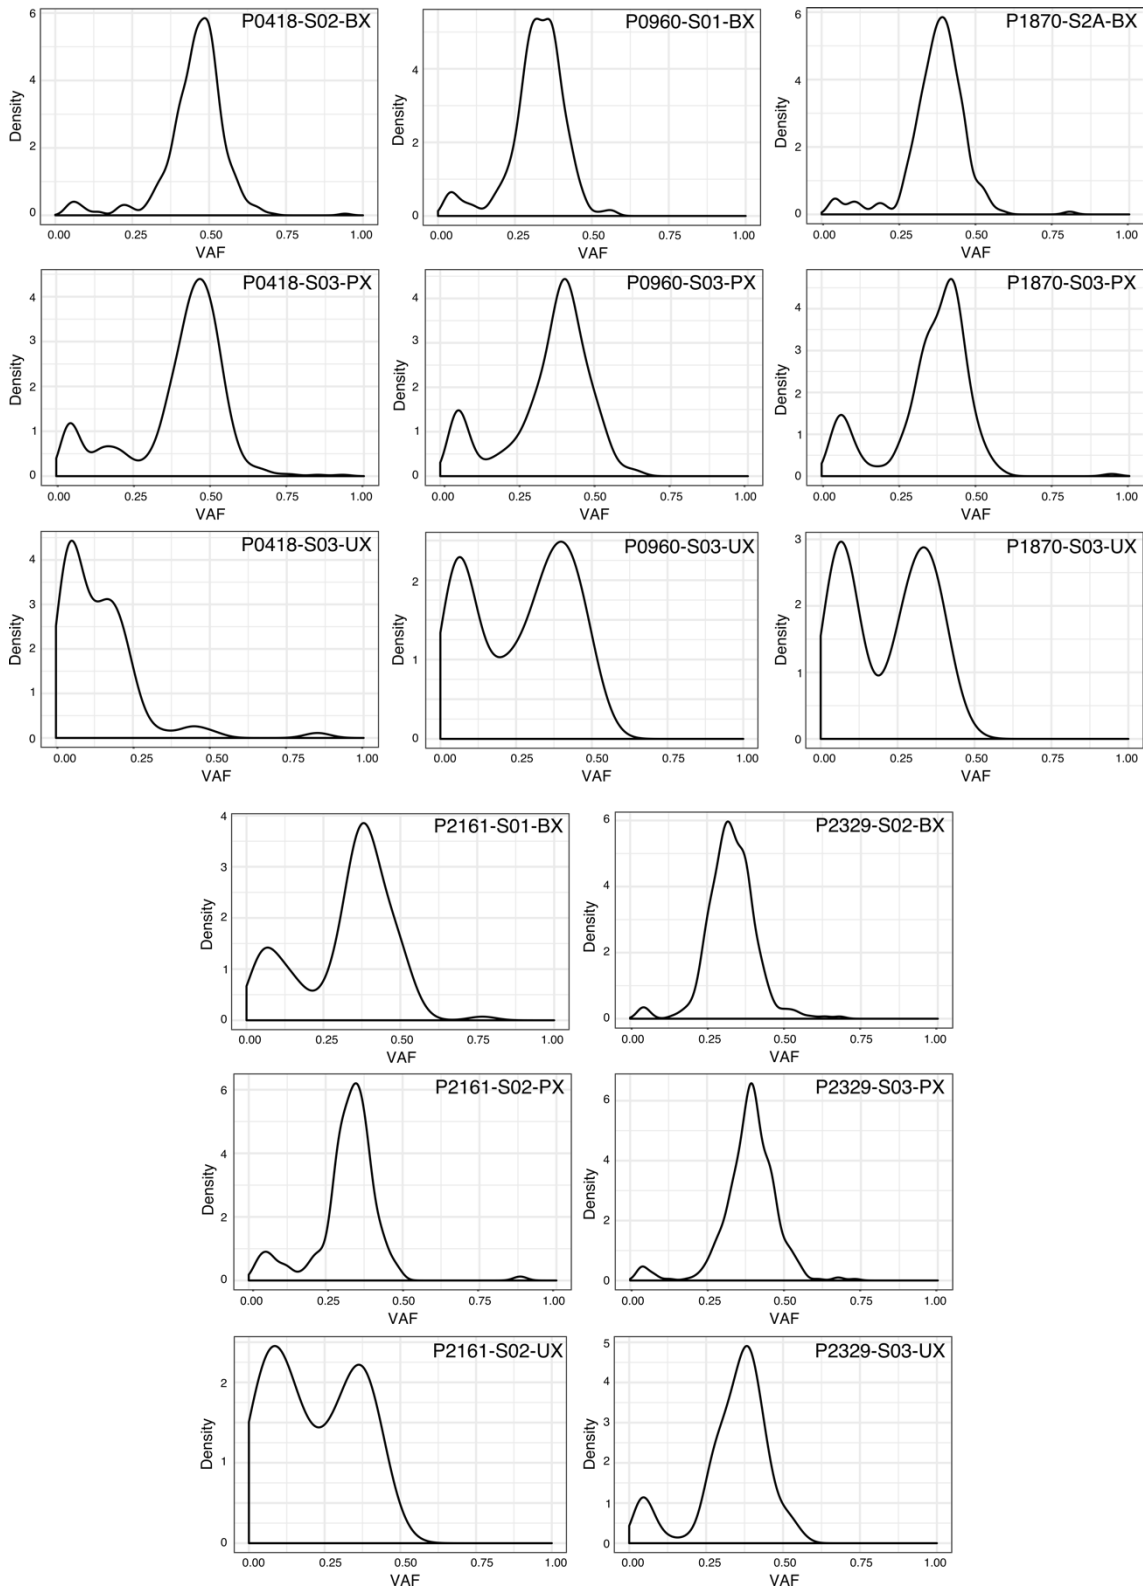 P0418-S02-BX
6
4
2
0
Density
0.00 0.25 0.50 0.75 1.00
VAF
P0960-S01-BX
4
2
0
Density
0.00 0.25 0.50 0.75 1.00
VAF
P1870-S2A-BX
6
4
2
0
Density
0.00 0.25 0.50 0.75 1.00
VAF
P0418-S03-PX
4
3
2
1
0
Density
0.00 0.25 0.50 0.75 1.00
VAF
P0960-S03-PX
4
3
2
1
0
Density
0.00 0.25 0.50 0.75 1.00
VAF
P1870-S03-PX
4
3
2
1
0
Density
0.00 0.25 0.50 0.75 1.00
VAF
P0418-S03-UX
4
3
2
1
0
Density
0.00 0.25 0.50 0.75 1.00
VAF
P0960-S03-UX
2
1
0
Density
0.00 0.25 0.50 0.75 1.00
VAF
P1870-S03-UX
3
2
1
0
Density
0.00 0.25 0.50 0.75 1.00
VAF
P2161-S01-BX
4
3
2
1
0
Density
0.00 0.25 0.50 0.75 1.00
VAF
P2329-S02-BX
6
4
2
0
Density
0.00 0.25 0.50 0.75 1.00
VAF
P2161-S02-PX
6
4
2
0
Density
0.00 0.25 0.50 0.75 1.00
VAF
P2329-S03-PX
6
4
2
0
Density
0.00 0.25 0.50 0.75 1.00
VAF
P2161-S02-UX
2
1
0
Density
0.00 0.25 0.50 0.75 1.00
VAF
P2329-S03-UX
5
4
3
2
1
0
Density
0.00 0.25 0.50 0.75 1.00
VAF